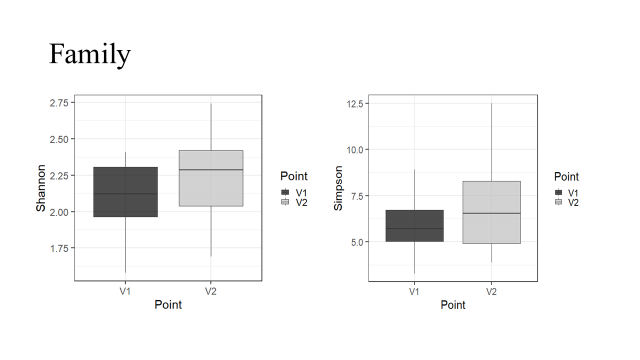 Family
2.75
2.50
2.25
2.00
1.75
Shannon
V1
V2
Point
Point
V1
V2
12.5
10.0
7.5
5.0
Simpson
V1
V2
Point
Point
V1
V2